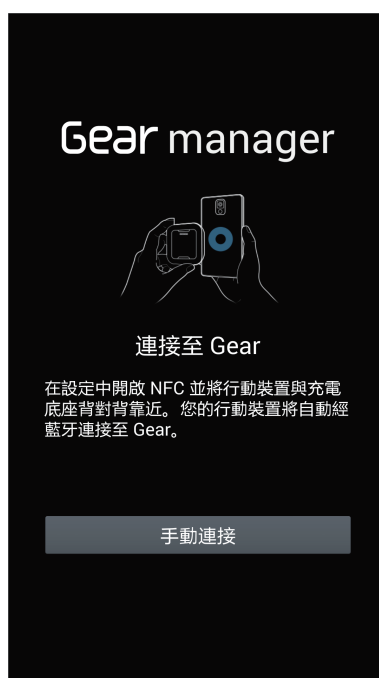 Gear manager
連接至 Gear
在設定中開啟 NFC 並將行動裝置與充電
底座背對背靠近。您的行動裝置將自動經
藍牙連接至 Gear。
手動連接